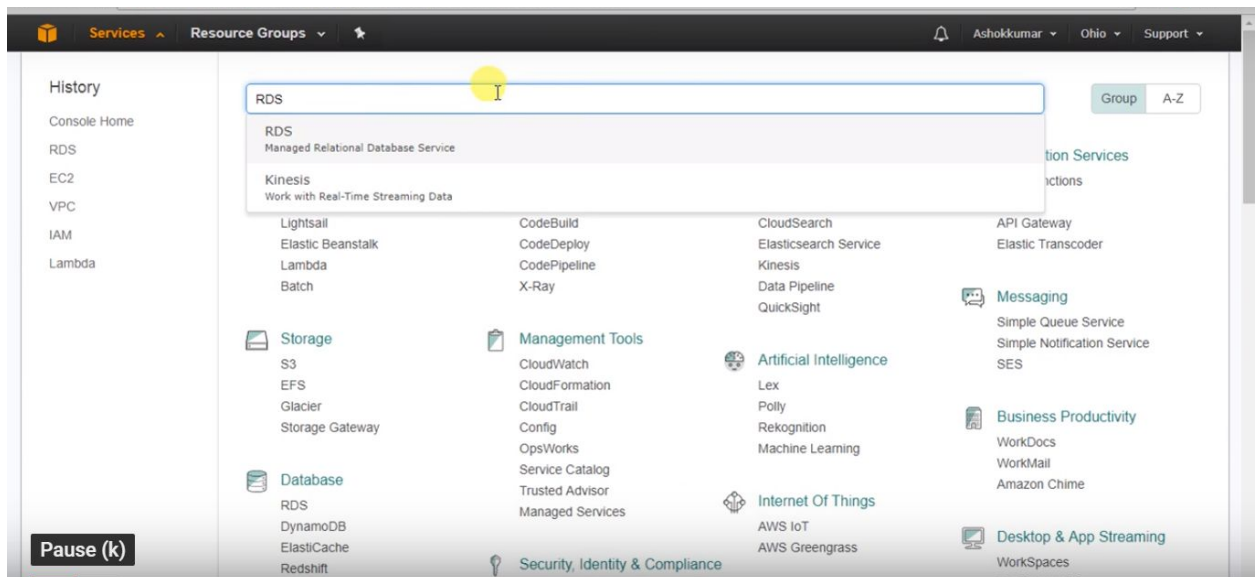 Services
Resource Groups
Ashokkumar
Ohio
Support
History
Console Home
RDS
EC2
VPC
IAM
Lambda
RDS
Group
A-Z
RDS
Managed Relational Database Service
Kinesis
Work with Real-Time Streaming Data
Lightsail
Elastic Beanstalk
Lambda
Batch
Storage
S3
EFS
Glacier
Storage Gateway
Database
RDS
DynamoDB
ElastiCache
Redshift
CodeBuild
CodeDeploy
CodePipeline
X-Ray
Management Tools
CloudWatch
CloudFormation
CloudTrail
Config
OpsWorks
Service Catalog
Trusted Advisor
Managed Services
Security, Identity & Compliance
CloudSearch
Elasticsearch Service
Kinesis
Data Pipeline
QuickSight
Artificial Intelligence
Lex
Polly
Rekognition
Machine Learning
Internet Of Things
AWS IoT
AWS Greengrass
tion Services
nctions
API Gateway
Elastic Transcoder
Messaging
Simple Queue Service
Simple Notification Service
SES
Business Productivity
WorkDocs
WorkMail
Amazon Chime
Desktop & App Streaming
WorkSpaces
Pause (k)